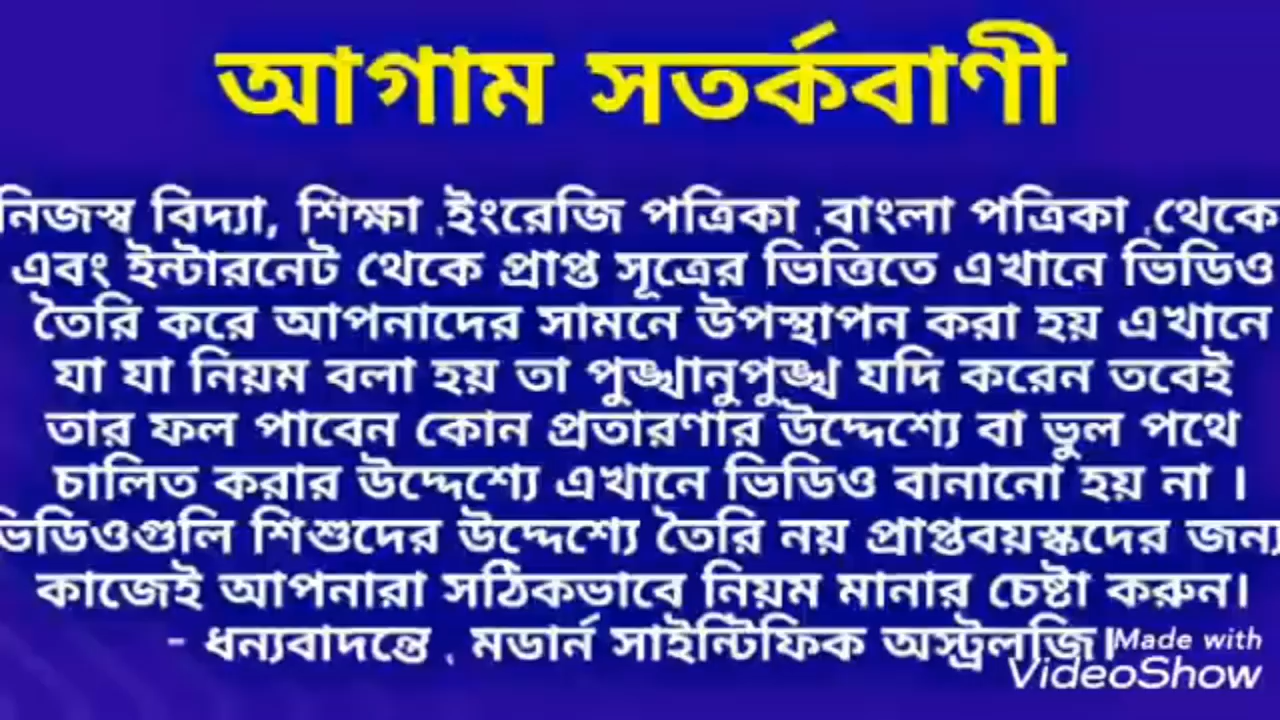 আগাম সতর্কবাণী
নিজস্ব বিদ্যা, শিক্ষা ,ইংরেজি পত্রিকা ,বাংলা পত্রিকা ,থেকে
এবং ইন্টারনেট থেকে প্রাপ্ত সূত্রের ভিত্তিতে এখানে ভিডিও
তৈরি করে আপনাদের সামনে উপস্থাপন করা হয় এখানে
যা যা নিয়ম বলা হয় তা পুঙ্খানুপুঙ্খ যদি করেন তবেই
তার ফল পাবেন কোন প্রতারণার উদ্দেশ্যে বা ভুল পথে
চালিত করার উদ্দেশ্যে এখানে ভিডিও বানানো হয় না ।
ভিডিওগুলি শিশুদের উদ্দেশ্যে তৈরি নয় প্রাপ্তবয়স্কদের জন্য
কাজেই আপনারা সঠিকভাবে নিয়ম মানার চেষ্টা করুন।
- ধন্যবাদন্তে , মডার্ন সাইন্টিফিক অস্ট্রলজি।
Made with
VideoShow